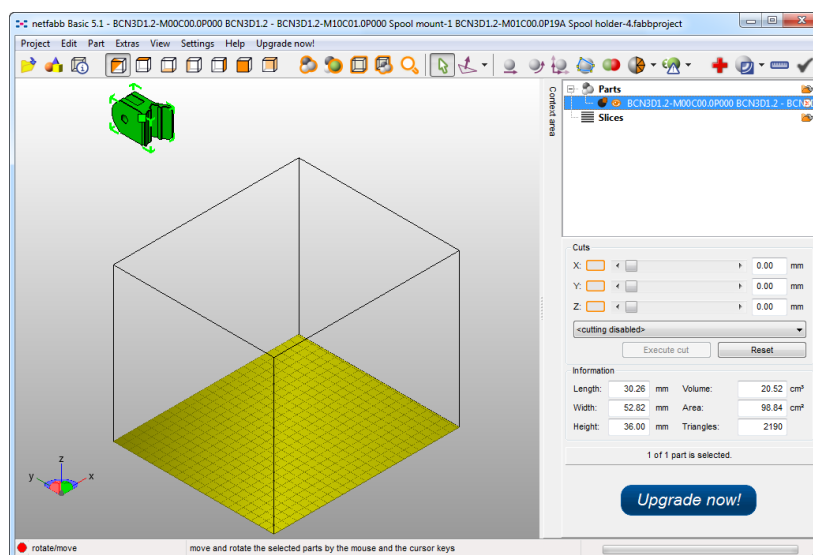 netfabb Basic 5.1 - BCN3D1.2-M00C00.0P000 BCN3D1.2 - BCN3D1.2-M10C01.0P000 Spool mount-1 BCN3D1.2-M01C00.0P19A Spool holder-4.fabbproject
Project Edit Part Extras View Settings Help Upgrade now!
Context area
Parts
BCN3D1.2-M00C00.0P000 BCN3D1.2 -
Slices
Cuts
X: 0.00 mm
Y: 0.00 mm
Z: 0.00 mm
<cutting disabled>
Execute cut Reset
Information
Length: 30.26 mm Volume: 20.52 cm³
Width: 52.82 mm Area: 98.84 cm²
Height: 36.00 mm Triangles: 2190
1 of 1 part is selected.
Upgrade now!
z
y x
rotate/move move and rotate the selected parts by the mouse and the cursor keys